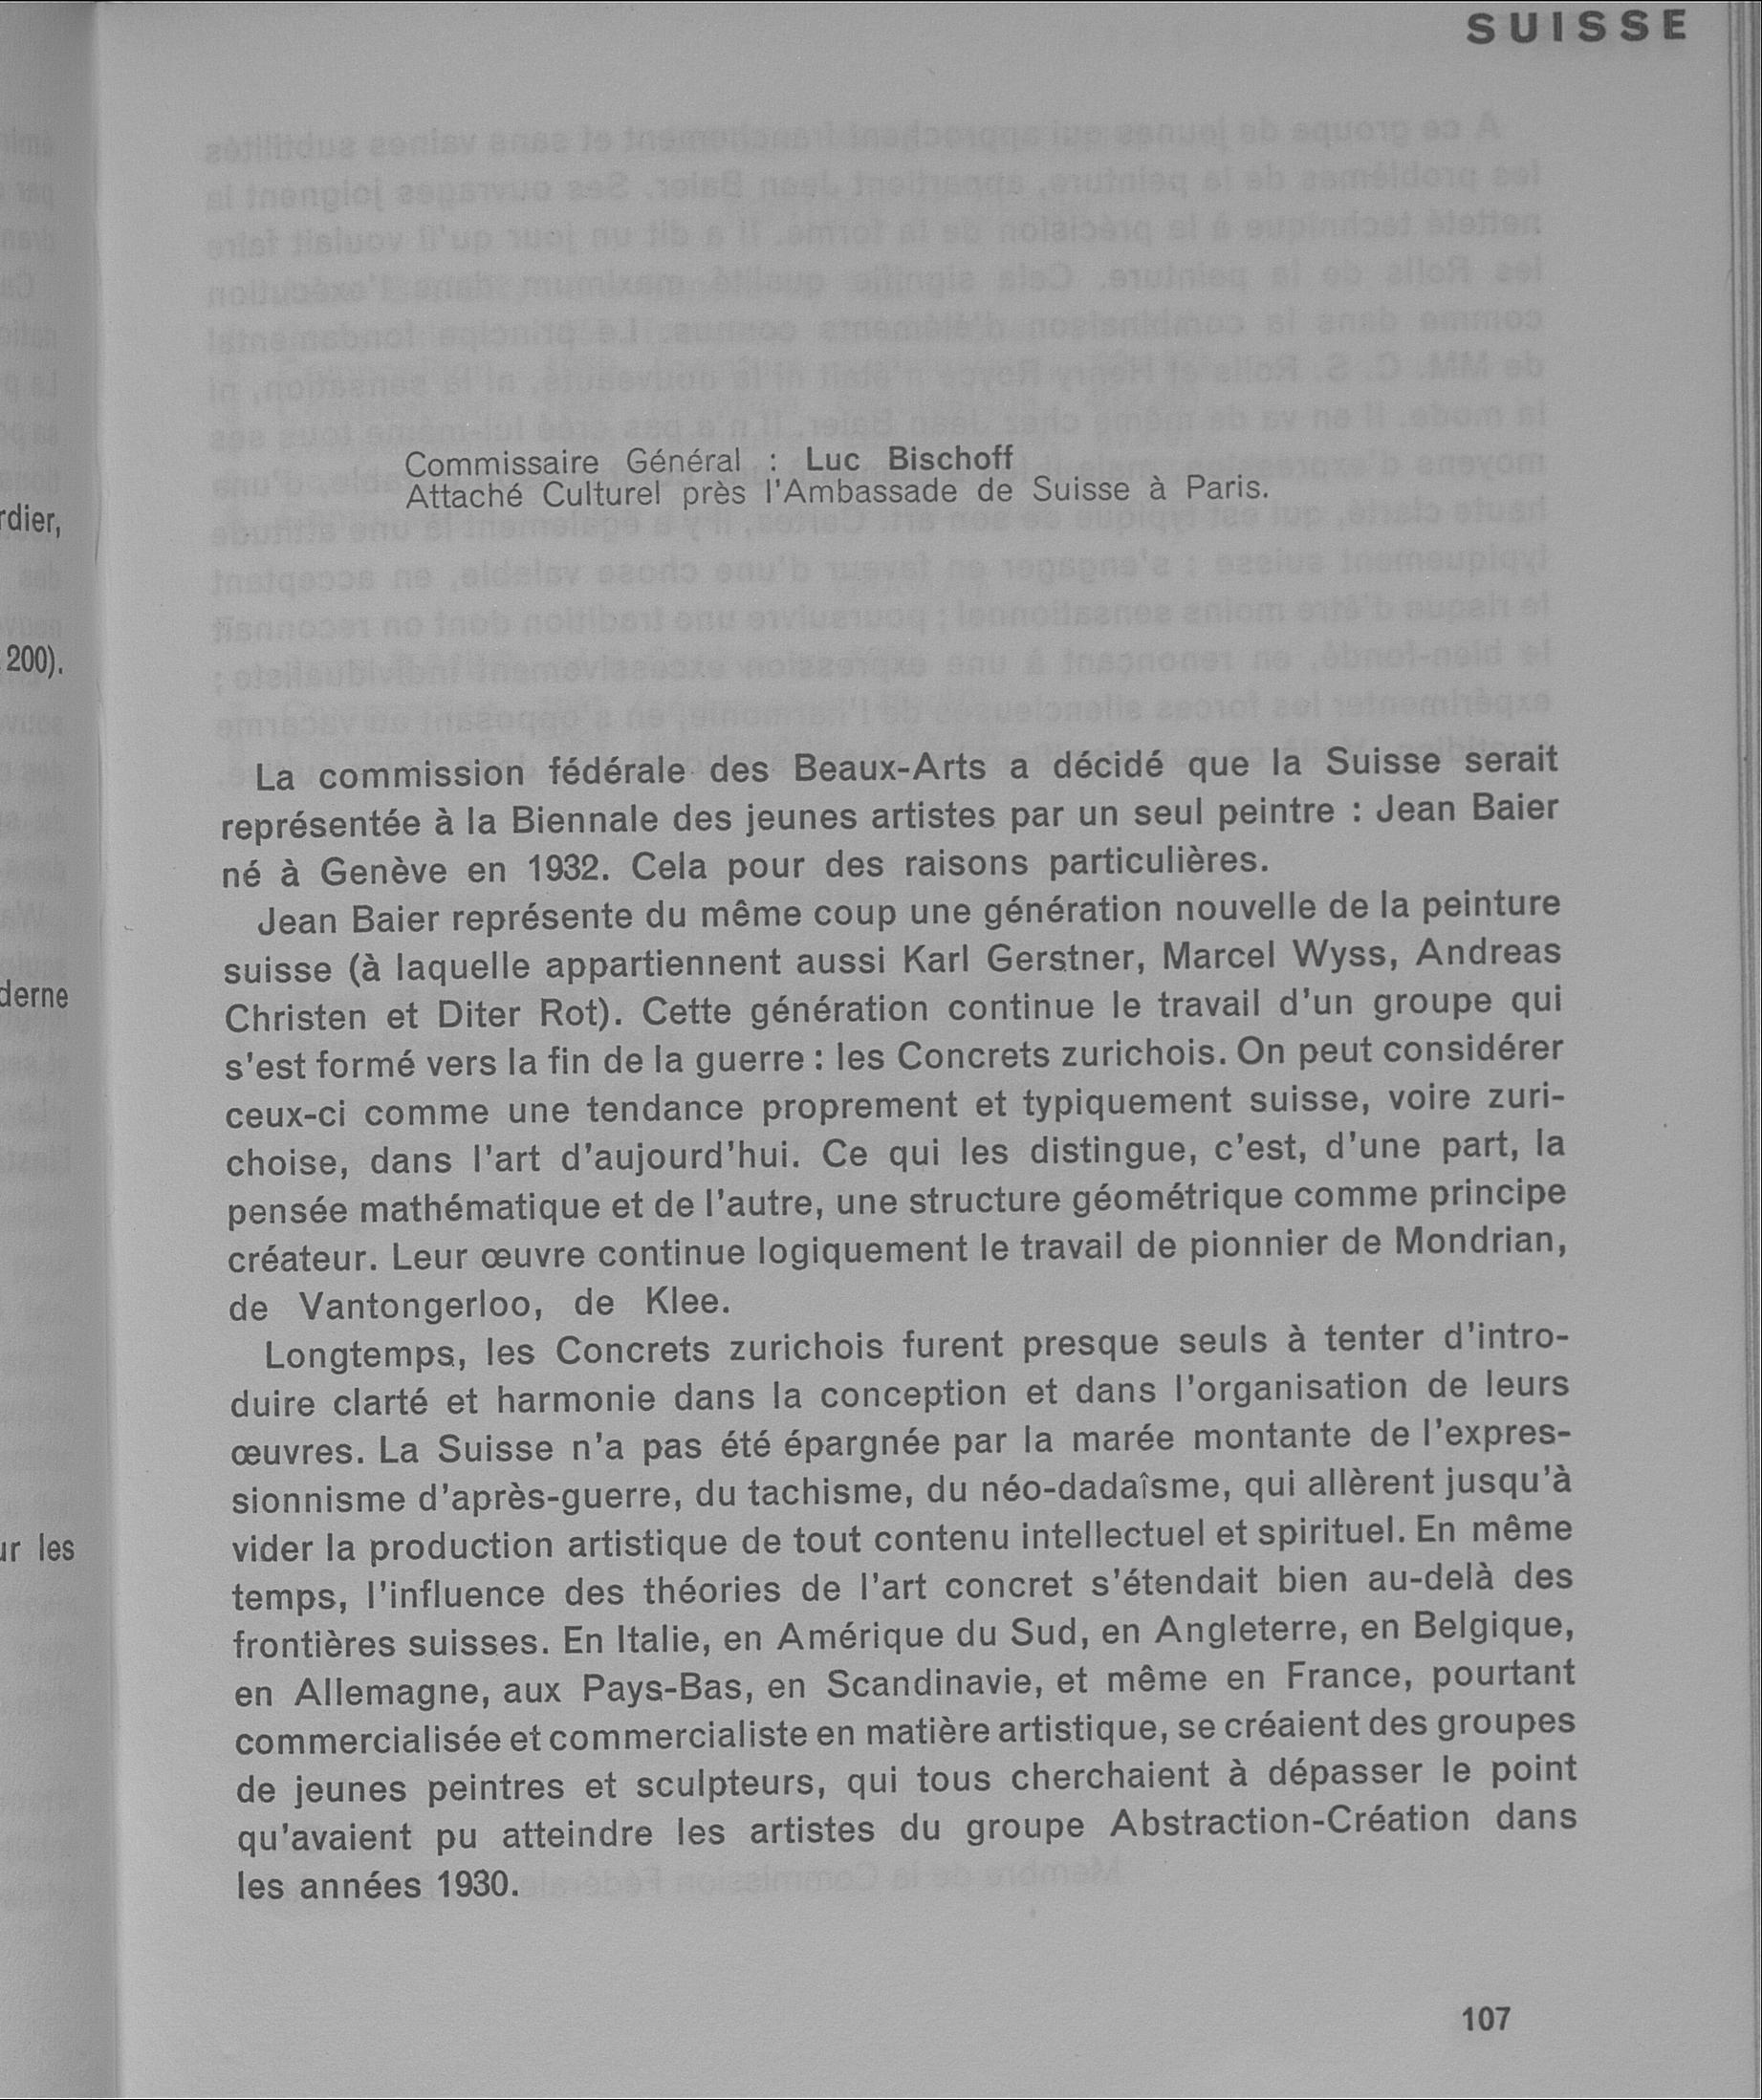 SUISSE
Commissaire Général : Luc Bischoff
Attaché Culturel près l'Ambassade de Suisse à Paris.
La commission fédérale des Beaux-Arts a décidé que la Suisse serait
représentée à la Biennale des jeunes artistes par un seul peintre : Jean Baier
né à Genève en 1932. Cela pour des raisons particulières.
Jean Baier représente du même coup une génération nouvelle de la peinture
suisse (à laquelle appartiennent aussi Karl Gerstner, Marcel Wyss, Andreas
Christen et Diter Rot). Cette génération continue le travail d'un groupe qui
s'est formé vers la fin de la guerre : les Concrets zurichois. On peut considérer
ceux-ci comme une tendance proprement et typiquement suisse, voire zuri-
choise, dans l'art d'aujourd'hui. Ce qui les distingue, c'est, d'une part, la
pensée mathématique et de l'autre, une structure géométrique comme principe
créateur. Leur œuvre continue logiquement le travail de pionnier de Mondrian,
de Vantongerloo, de Klee.
Longtemps, les Concrets zurichois furent presque seuls à tenter d'intro-
duire clarté et harmonie dans la conception et dans l'organisation de leurs
œuvres. La Suisse n'a pas été épargnée par la marée montante de l'expres-
sionnisme d'après-guerre, du tachisme, du néo-dadaîsme, qui allèrent jusqu'à
vider la production artistique de tout contenu intellectuel et spirituel. En même
temps, l'influence des théories de l'art concret s'étendait bien au-delà des
frontières suisses. En Italie, en Amérique du Sud, en Angleterre, en Belgique,
en Allemagne, aux Pays-Bas, en Scandinavie, et même en France, pourtant
commercialisée et commercialiste en matière artistique, se créaient des groupes
de jeunes peintres et sculpteurs, qui tous cherchaient à dépasser le point
qu'avaient pu atteindre les artistes du groupe Abstraction-Création dans
les années 1930.
107
rdier,
200).
derne
ur les